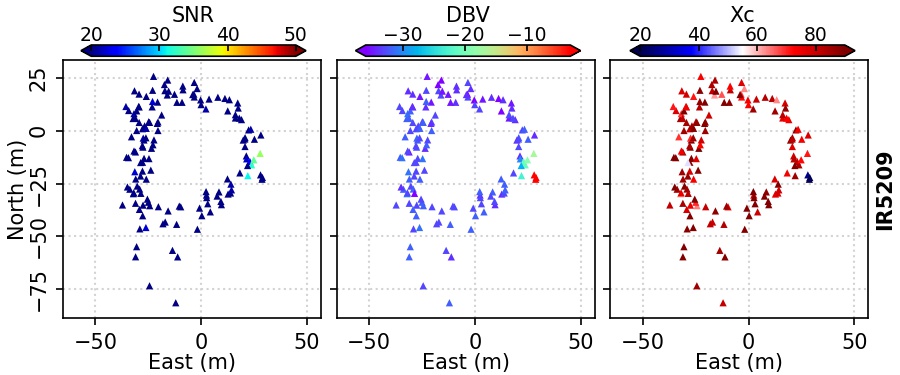 SNR DBV Xc
20 30 40 50 −30 −20 −10 20 40 60 80
25
0
−25
−50
−75
North (m)
IR5209
−50 0 50 −50 0 50 −50 0 50
East (m) East (m) East (m)